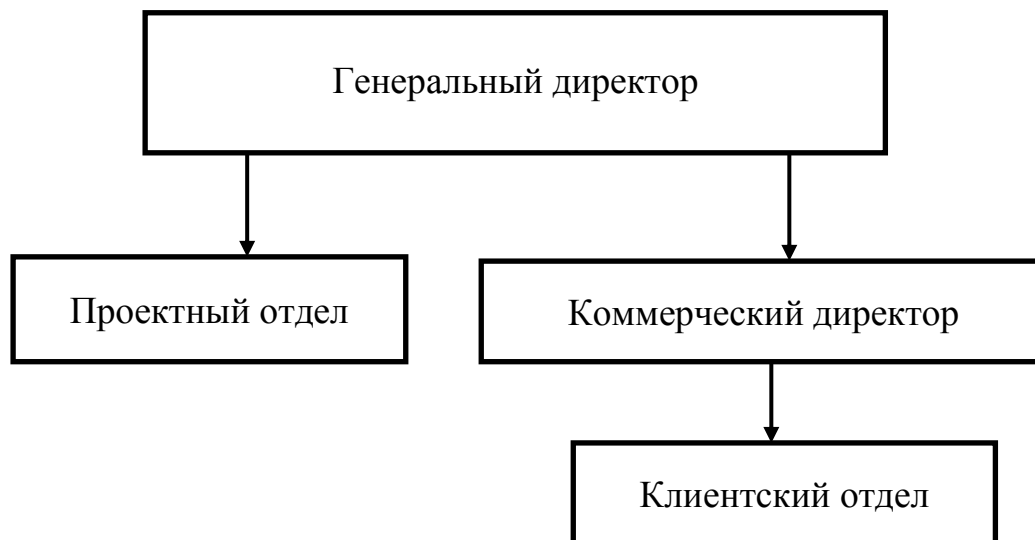 Генеральный директор
Проектный отдел
Коммерческий директор
Клиентский отдел